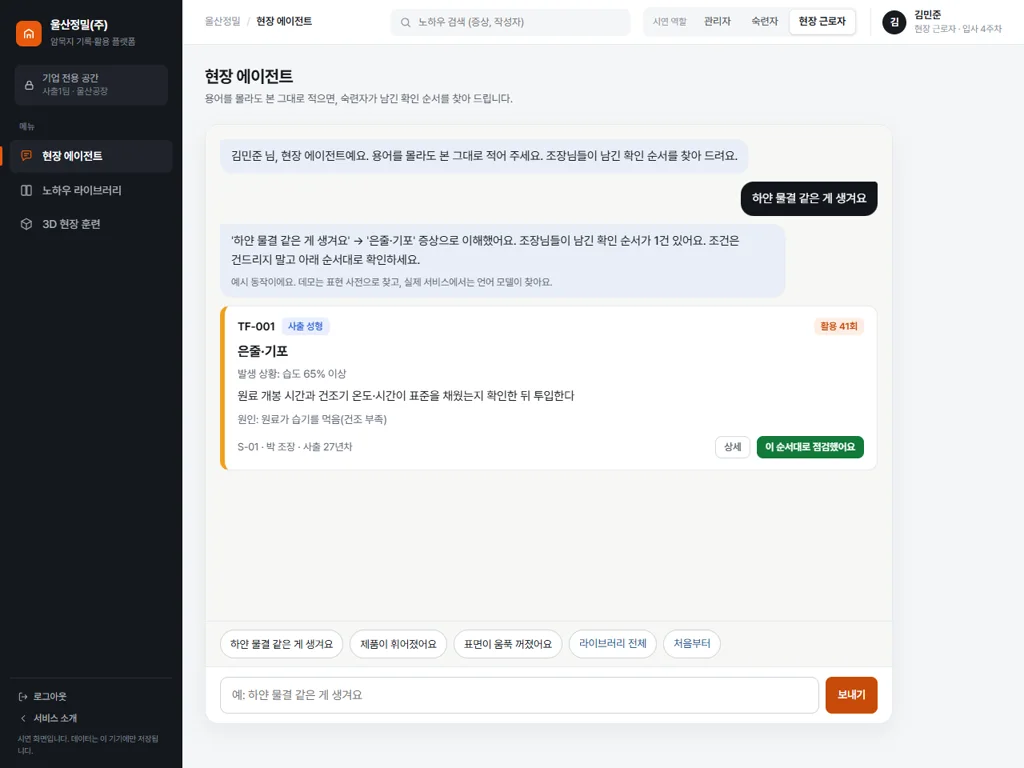 울산정밀(주)
암묵지 기록·활용 플랫폼
기업 전용 공간
사출1팀 · 울산공장
메뉴
현장 에이전트
노하우 라이브러리
3D 현장 훈련
로그아웃
서비스 소개
시연 화면입니다. 데이터는 이 기기에만 저장됩
니다.
울산정밀 / 현장 에이전트
노하우 검색 (증상, 작성자)
시연 역할 관리자 숙련자 현장 근로자
김
김민준
현장 근로자 · 입사 4주차
현장 에이전트
용어를 몰라도 본 그대로 적으면, 숙련자가 남긴 확인 순서를 찾아 드립니다.
김민준 님, 현장 에이전트예요. 용어를 몰라도 본 그대로 적어 주세요. 조장님들이 남긴 확인 순서를 찾아 드려요.
하얀 물결 같은 게 생겨요
'하얀 물결 같은 게 생겨요' → '은줄·기포' 증상으로 이해했어요. 조장님들이 남긴 확인 순서가 1건 있어요. 조건은
건드리지 말고 아래 순서대로 확인하세요.
예시 동작이에요. 데모는 표현 사전으로 찾고, 실제 서비스에서는 언어 모델이 찾아요.
TF-001 사출 성형 활용 41회
은줄·기포
발생 상황: 습도 65% 이상
원료 개봉 시간과 건조기 온도·시간이 표준을 채웠는지 확인한 뒤 투입한다
원인: 원료가 습기를 먹음(건조 부족)
S-01 · 박 조장 · 사출 27년차
상세 이 순서대로 점검했어요
하얀 물결 같은 게 생겨요 제품이 휘어졌어요 표면이 움푹 꺼졌어요 라이브러리 전체 처음부터
예: 하얀 물결 같은 게 생겨요
보내기